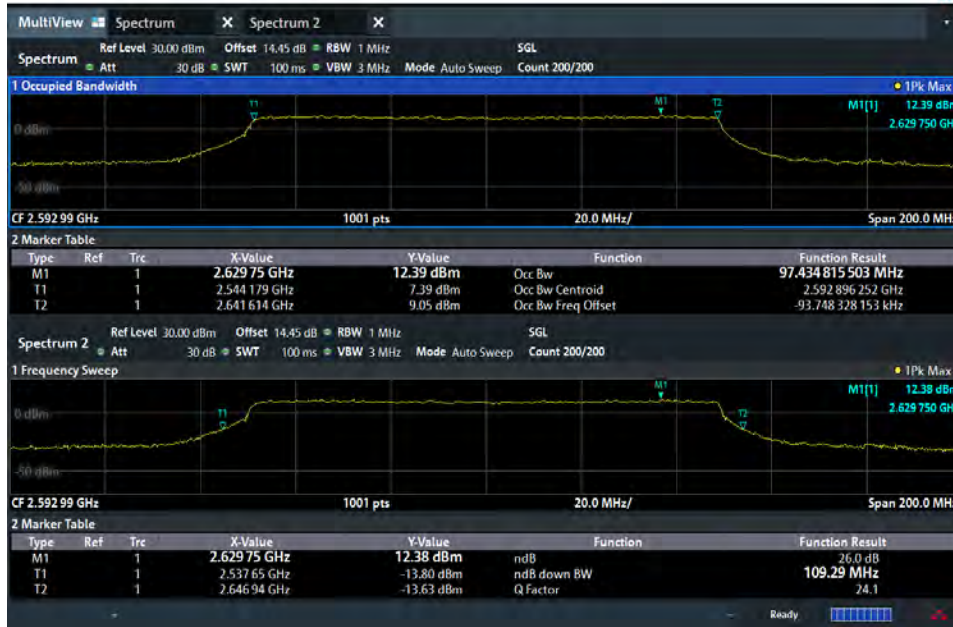 MultiView Spectrum X Spectrum 2 X
Spectrum Ref Level 30.00 dBm Offset 14.45 dB RBW 1 MHz SGL
Att 30 dB SWT 100 ms VBW 3 MHz Mode Auto Sweep Count 200/200
1 Occupied Bandwidth 1Pk Max
T1 M1 T2 M1[1] 12.39 dBm
0 dBm 2.629 750 GH
-50 dBm
CF 2.592 99 GHz 1001 pts 20.0 MHz/ Span 200.0 MH
2 Marker Table
Type Ref Trc X-Value Y-Value Function Function Result
M1 1 2.629 75 GHz 12.39 dBm Occ Bw 97.434 815 503 MHz
T1 1 2.544 179 GHz 7.39 dBm Occ Bw Centroid 2.592 896 252 GHz
T2 1 2.641 614 GHz 9.05 dBm Occ Bw Freq Offset -93.748 328 153 kHz
Spectrum 2 Ref Level 30.00 dBm Offset 14.45 dB RBW 1 MHz SGL
Att 30 dB SWT 100 ms VBW 3 MHz Mode Auto Sweep Count 200/200
1 Frequency Sweep 1Pk Max
M1 M1[1] 12.38 dBm
0 dBm T1 T2 2.629 750 GH
-50 dBm
CF 2.592 99 GHz 1001 pts 20.0 MHz/ Span 200.0 MH
2 Marker Table
Type Ref Trc X-Value Y-Value Function Function Result
M1 1 2.629 75 GHz 12.38 dBm ndB 26.0 dB
T1 1 2.537 65 GHz -13.80 dBm ndB down BW 109.29 MHz
T2 1 2.646 94 GHz -13.63 dBm Q Factor 24.1
Ready